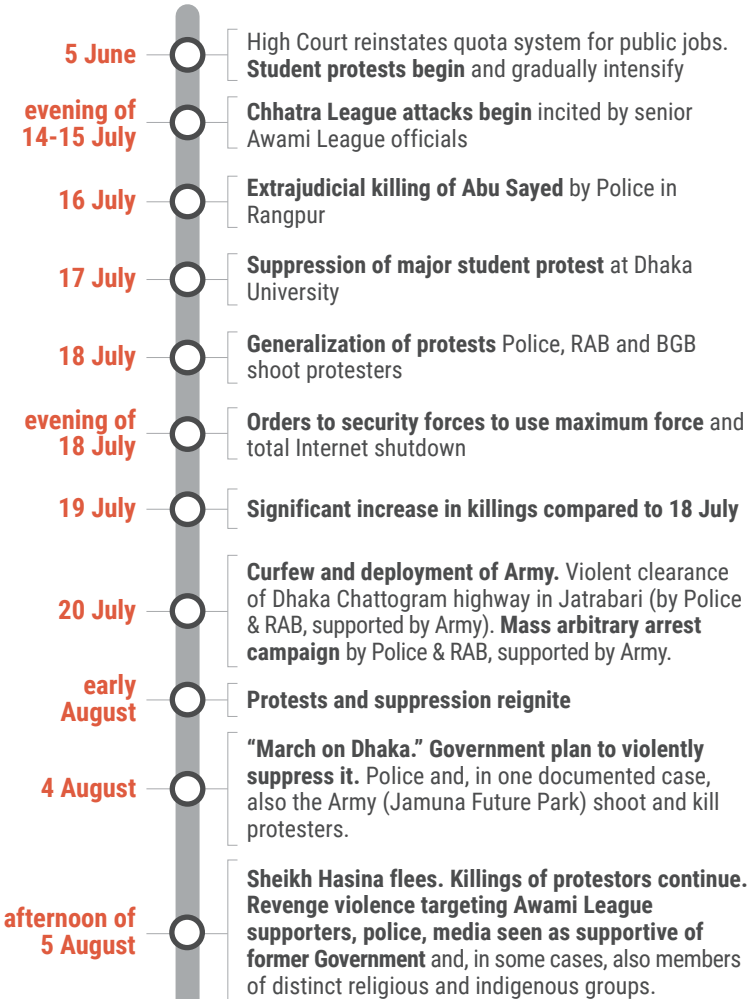 5 June
High Court reinstates quota system for public jobs.
Student protests begin and gradually intensify
evening of
14-15 July
Chhatra League attacks begin incited by senior
Awami League officials
16 July
Extrajudicial killing of Abu Sayed by Police in
Rangpur
17 July
Suppression of major student protest at Dhaka
University
18 July
Generalization of protests Police, RAB and BGB
shoot protesters
evening of
18 July
Orders to security forces to use maximum force and
total Internet shutdown
19 July
Significant increase in killings compared to 18 July
20 July
Curfew and deployment of Army. Violent clearance
of Dhaka Chattogram highway in Jatrabari (by Police
& RAB, supported by Army). Mass arbitrary arrest
campaign by Police & RAB, supported by Army.
early
August
Protests and suppression reignite
4 August
“March on Dhaka.” Government plan to violently
suppress it. Police and, in one documented case,
also the Army (Jamuna Future Park) shoot and kill
protesters.
afternoon of
5 August
Sheikh Hasina flees. Killings of protestors continue.
Revenge violence targeting Awami League
supporters, police, media seen as supportive of
former Government and, in some cases, also members
of distinct religious and indigenous groups.